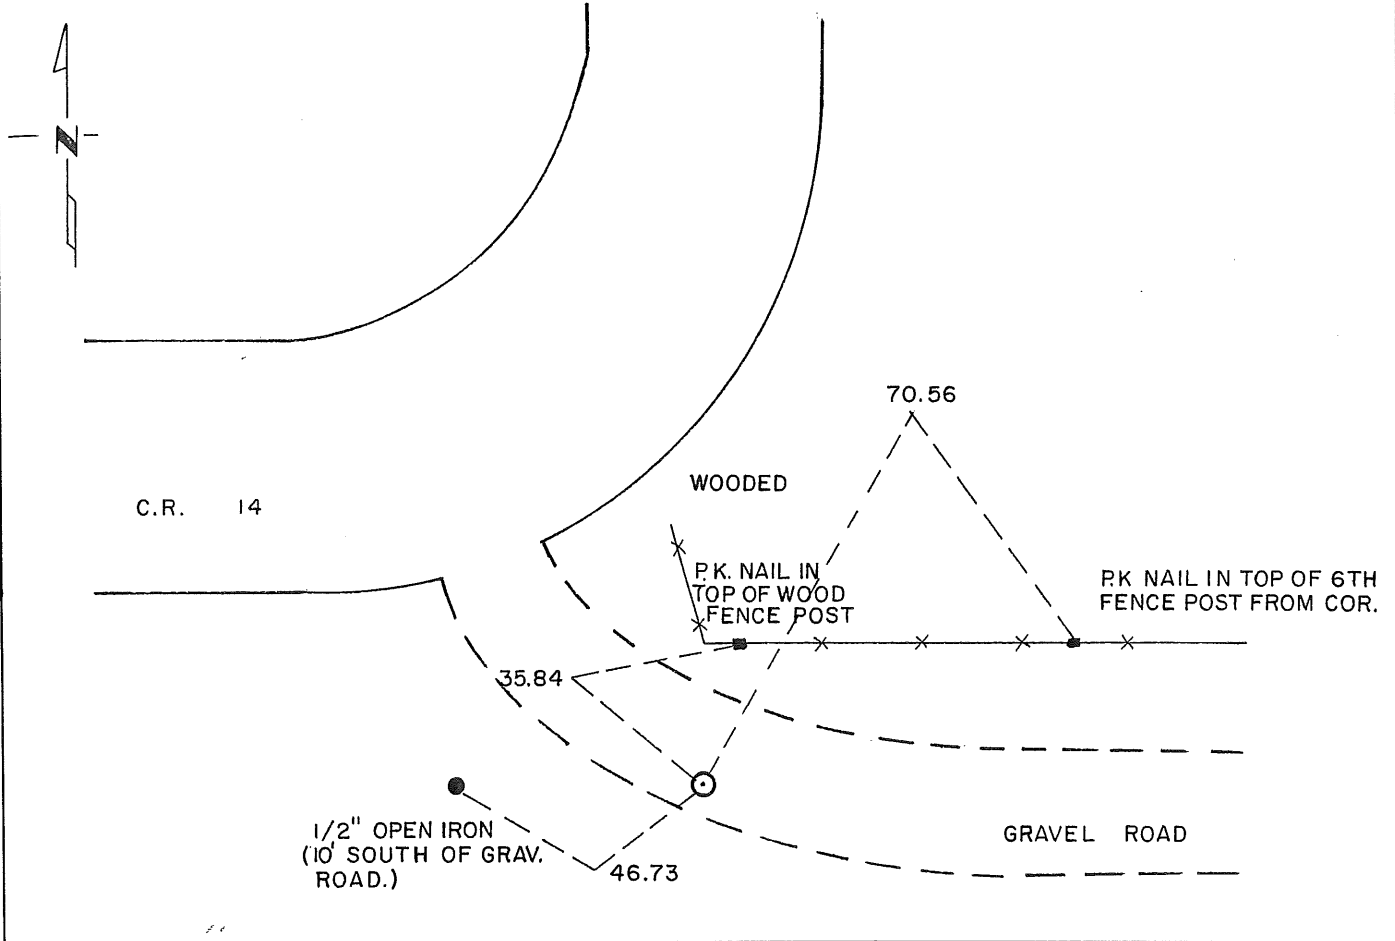 N
70.56
WOODED
C.R. 14
P.K. NAIL IN
TOP OF WOOD
FENCE POST
P.K NAIL IN TOP OF 6TH
FENCE POST FROM COR.
35.84
1/2" OPEN IRON
(10' SOUTH OF GRAV.
ROAD.)
46.73
GRAVEL ROAD